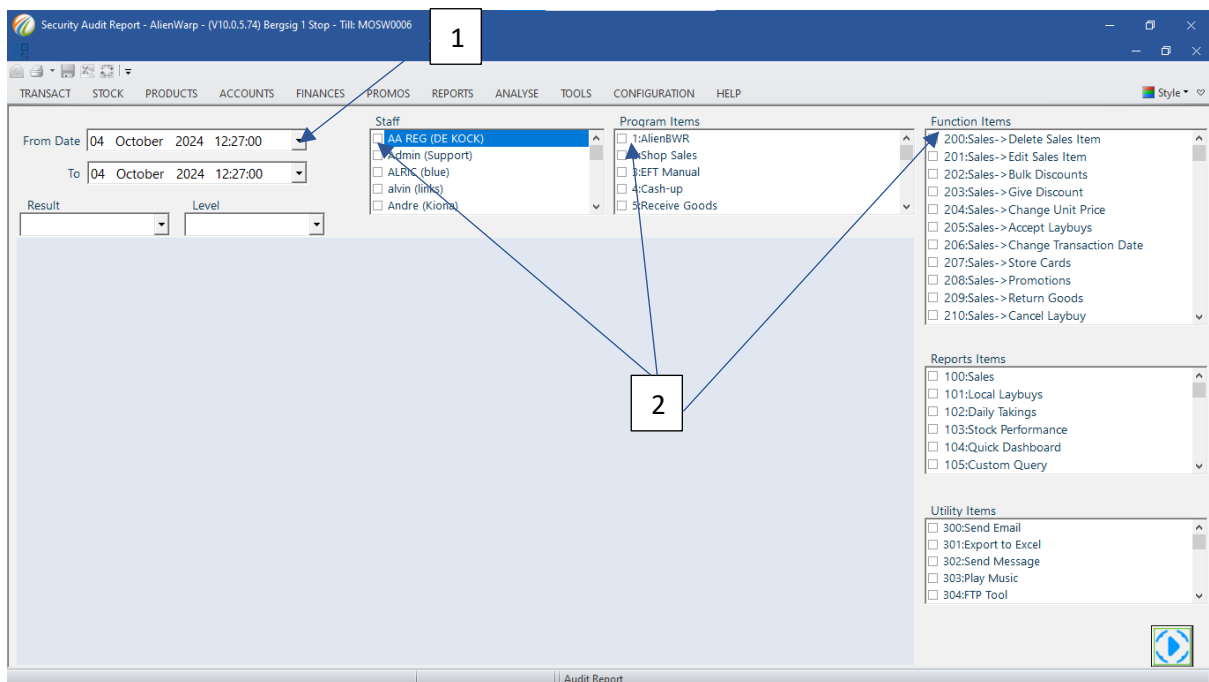 Security Audit Report - AlienWarp - (V10.0.5.74) Bergsig 1 Stop - Till: MOSW0006
1
TRANSACT STOCK PRODUCTS ACCOUNTS FINANCES PROMOS REPORTS ANALYSE TOOLS CONFIGURATION HELP Style
From Date 04 October 2024 12:27:00
To 04 October 2024 12:27:00
Result Level
Staff
AA REG (DE KOCK)
Admin (Support)
ALRIC (blue)
alvin (links)
Andre (Kiona)
Program Items
1:AlienBWR
:Shop Sales
3:EFT Manual
4:Cash-up
5:Receive Goods
Function Items
200:Sales->Delete Sales Item
201:Sales->Edit Sales Item
202:Sales->Bulk Discounts
203:Sales->Give Discount
204:Sales->Change Unit Price
205:Sales->Accept Laybuys
206:Sales->Change Transaction Date
207:Sales->Store Cards
208:Sales->Promotions
209:Sales->Return Goods
210:Sales->Cancel Laybuy
2
Reports Items
100:Sales
101:Local Laybuys
102:Daily Takings
103:Stock Performance
104:Quick Dashboard
105:Custom Query
Utility Items
300:Send Email
301:Export to Excel
302:Send Message
303:Play Music
304:FTP Tool
Audit Report